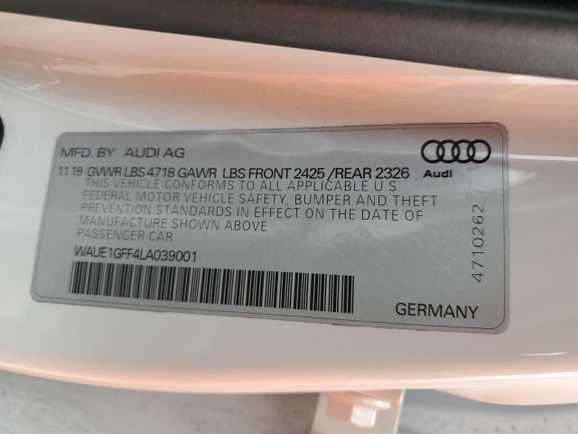 MFD. BY AUDI AG
Audi
11 19 GVWR LBS 4718 GAWR LBS FRONT 2425 /REAR 2326
THIS VEHICLE CONFORMS TO ALL APPLICABLE U S
FEDERAL MOTOR VEHICLE SAFETY, BUMPER AND THEFT
PREVENTION STANDARDS IN EFFECT ON THE DATE OF
MANUFACTURE SHOWN ABOVE
PASSENGER CAR
WAUE1GFF4LA039001
4710262
GERMANY